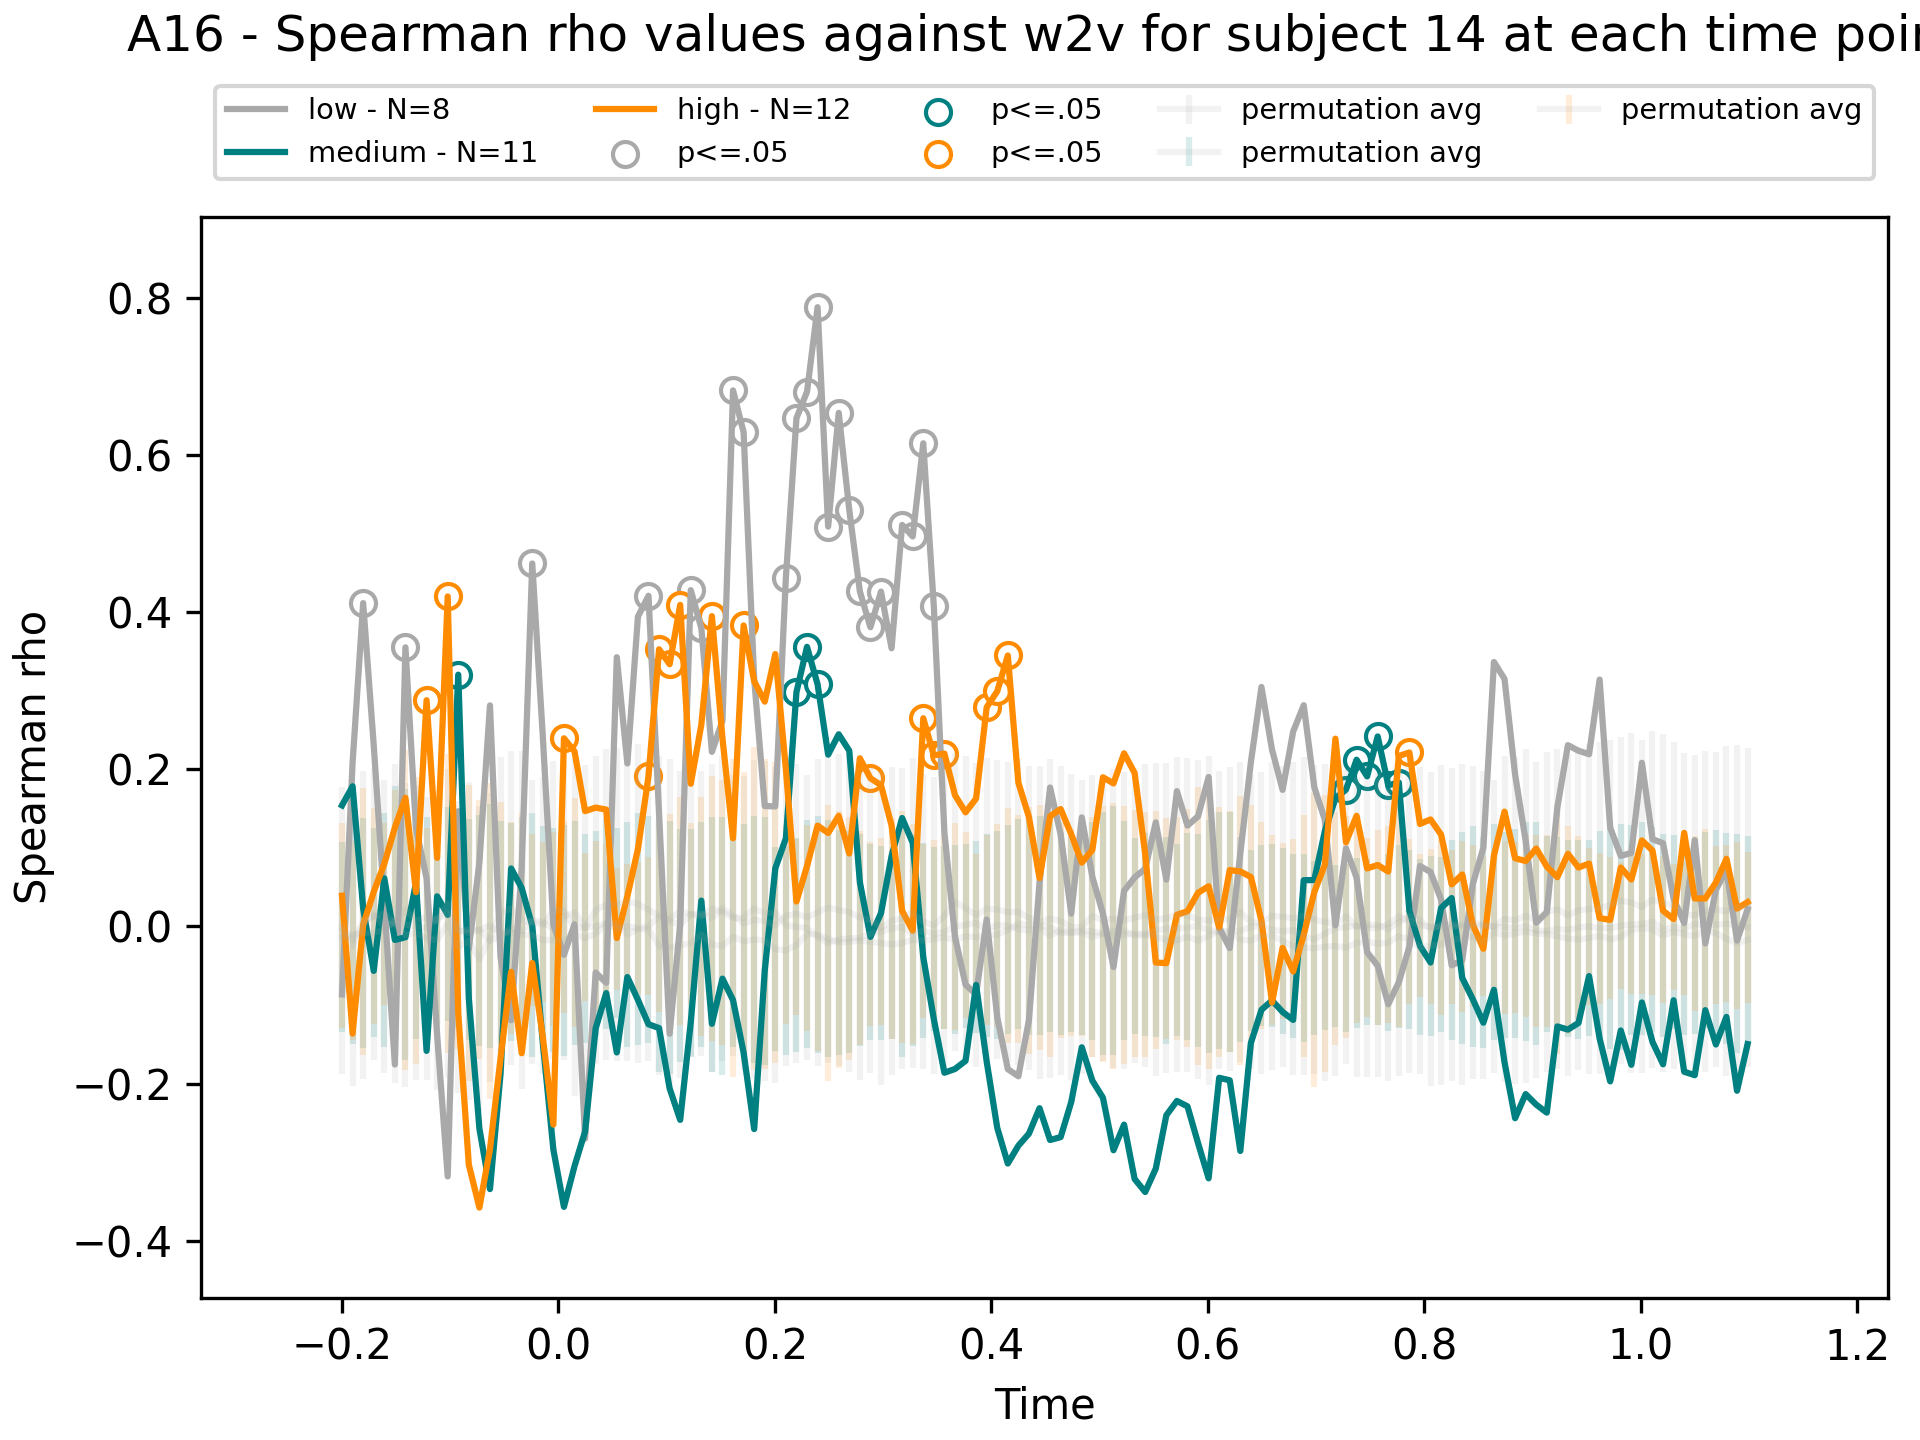 A16 - Spearman rho values against w2v for subject 14 at each time
low - N=8
medium - N=11
high - N=12
p<=.05
p<=.05
p<=.05
permutation avg
permutation avg
permutation avg
Spearman rho
0.8
0.6
0.4
0.2
0.0
−0.2
−0.4
−0.2
0.0
0.2
0.4
0.6
0.8
1.0
1.2
Time